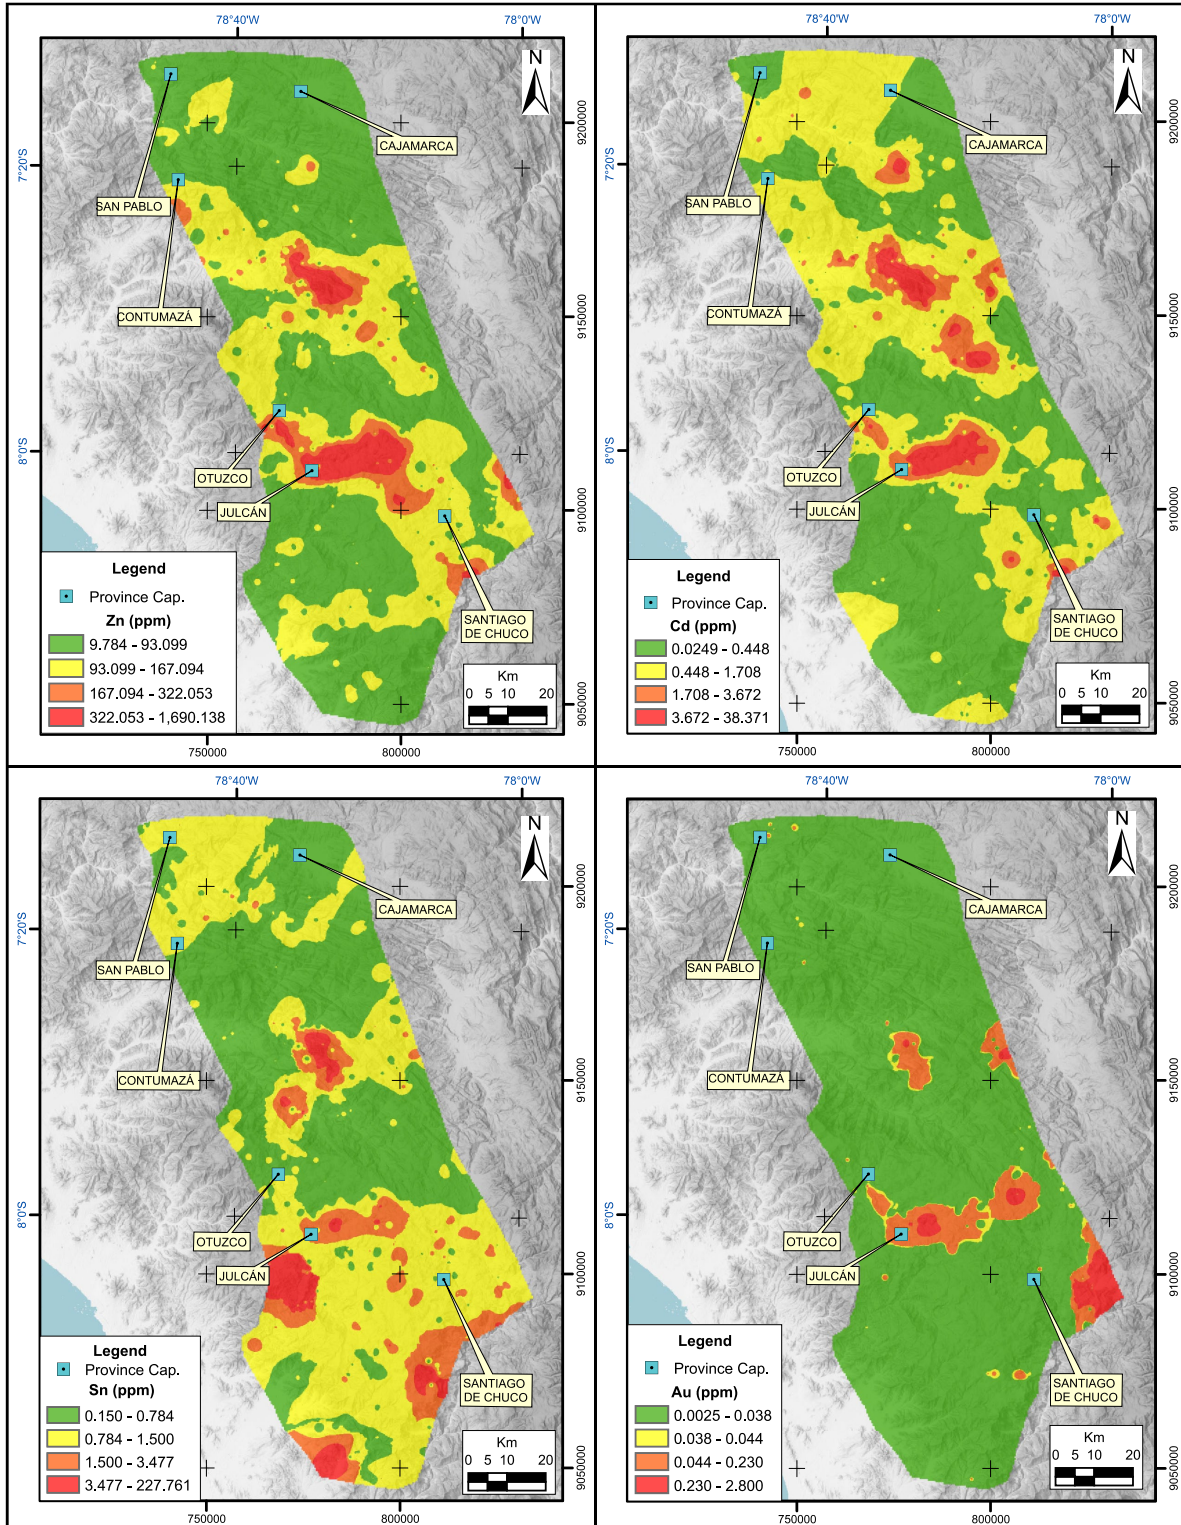 78°40'W
78°0'W
N
9200000
CAJAMARCA
7°20'S
SAN PABLO
CONTUMAZÁ
9150000
OTUZCO
8°0'S
JULCÁN
9100000
Legend
Province Cap.
Zn (ppm)
9.784 - 93.099
93.099 - 167.094
167.094 - 322.053
322.053 - 1,690.138
SANTIAGO
DE CHUCO
Km
0 5 10 20
9050000
750000
800000
78°40'W
78°0'W
N
9200000
CAJAMARCA
7°20'S
SAN PABLO
CONTUMAZÁ
9150000
OTUZCO
8°0'S
JULCÁN
9100000
Legend
Province Cap.
Cd (ppm)
0.0249 - 0.448
0.448 - 1.708
1.708 - 3.672
3.672 - 38.371
SANTIAGO
DE CHUCO
Km
0 5 10 20
9050000
750000
800000
78°40'W
78°0'W
N
9200000
CAJAMARCA
7°20'S
SAN PABLO
CONTUMAZÁ
9150000
OTUZCO
8°0'S
JULCÁN
9100000
Legend
Province Cap.
Sn (ppm)
0.150 - 0.784
0.784 - 1.500
1.500 - 3.477
3.477 - 227.761
SANTIAGO
DE CHUCO
Km
0 5 10 20
9050000
750000
800000
78°40'W
78°0'W
N
9200000
CAJAMARCA
7°20'S
SAN PABLO
CONTUMAZÁ
9150000
OTUZCO
8°0'S
JULCÁN
9100000
Legend
Province Cap.
Au (ppm)
0.0025 - 0.038
0.038 - 0.044
0.044 - 0.230
0.230 - 2.800
SANTIAGO
DE CHUCO
Km
0 5 10 20
9050000
750000
800000